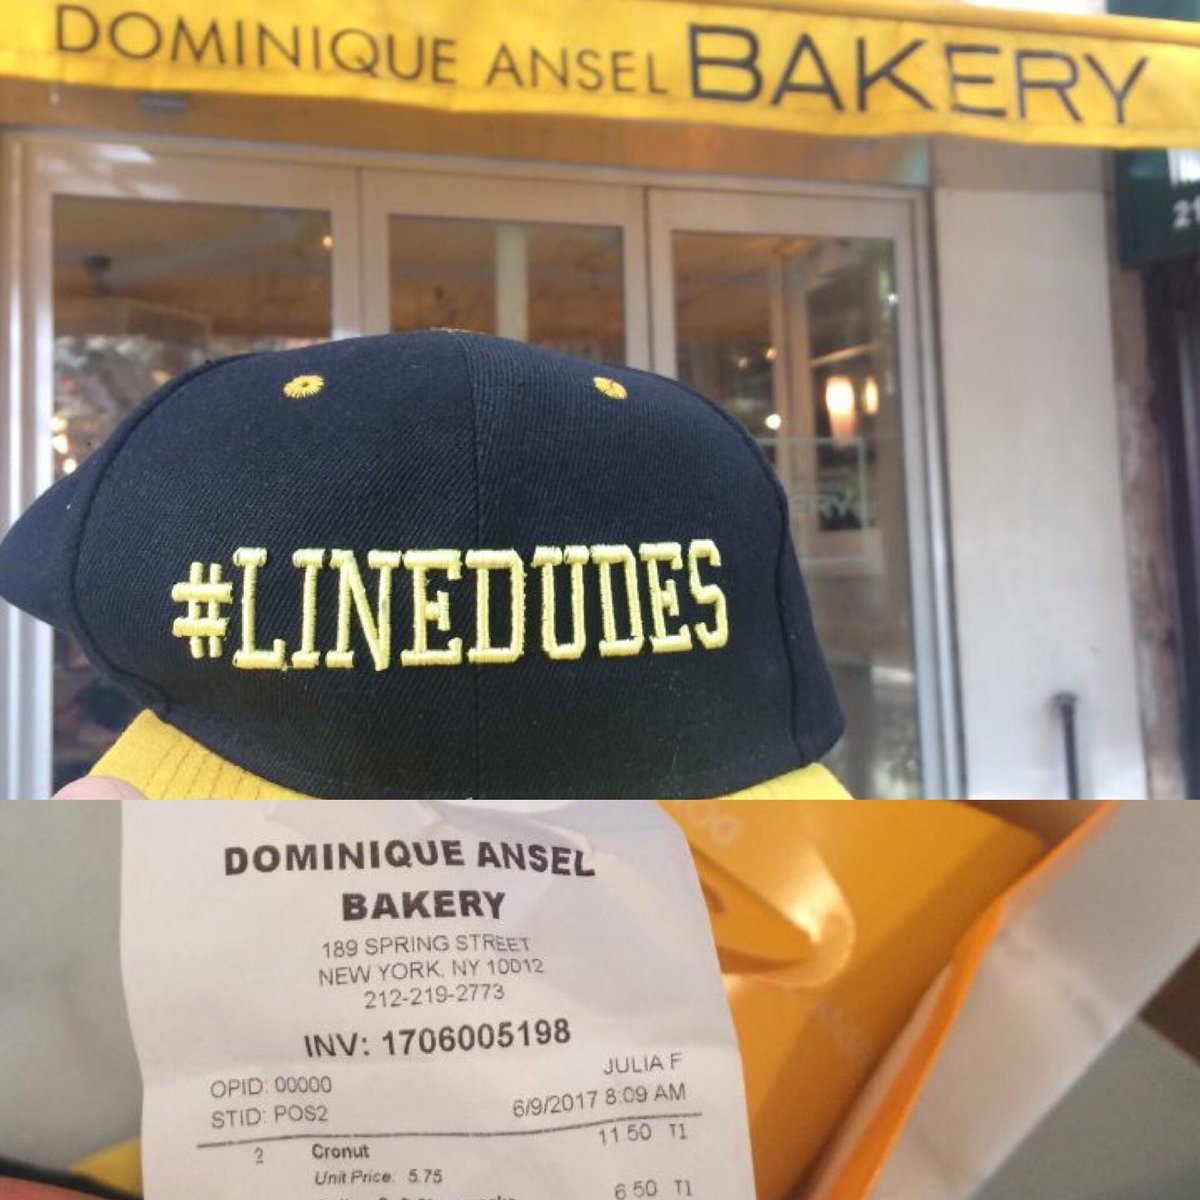 DOMINIQUE ANSEL BAKERY
21
#LINEDUDES
DOMINIQUE ANSEL
BAKERY
189 SPRING STREET
NEW YORK, NY 10012
212-219-2773
INV: 1706005198
JULIA F
OPID: 00000
STID: POS2
6/9/2017 8:09 AM
2 Cronut 11.50 T1
Unit Price: 5.75
6.50 T1